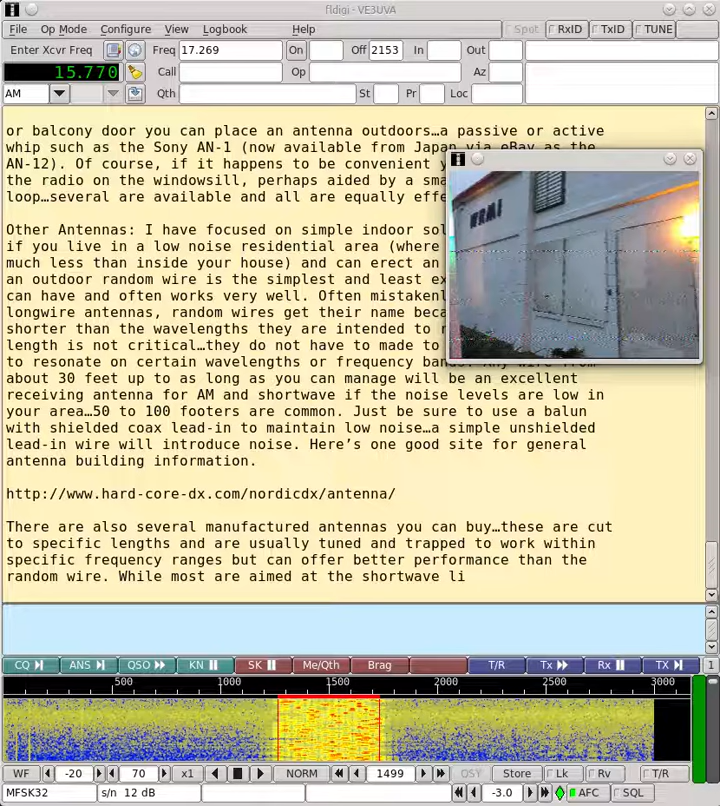 fldigi - VE3UVA
File Op Mode Configure View Logbook Help Spot RxID TxID TUNE
Enter Xcvr Freq Freq 17.269 On Off 2153 In Out
15.770 Call Op Az
AM Qth St Pr Loc
or balcony door you can place an antenna outdoors…a passive or active
whip such as the Sony AN-1 (now available from Japan via eBay as the
AN-12). Of course, if it happens to be convenient
the radio on the windowsill, perhaps aided by a
loop…several are available and all are equally
WRMI
Other Antennas: I have focused on simple indoor
if you live in a low noise residential area (where
much less than inside your house) and can erect an
an outdoor random wire is the simplest and least
can have and often works very well. Often
longwire antennas, random wires get their name
shorter than the wavelengths they are intended to
length is not critical…they do not have to made to
to resonate on certain wavelengths or frequency bands. Any wire from
about 30 feet up to as long as you can manage will be an excellent
receiving antenna for AM and shortwave if the noise levels are low in
your area…50 to 100 footers are common. Just be sure to use a balun
with shielded coax lead-in to maintain low noise…a simple unshielded
lead-in wire will introduce noise. Here’s one good site for general
antenna building information.
http://www.hard-core-dx.com/nordicdx/antenna/
There are also several manufactured antennas you can buy…these are cut
to specific lengths and are usually tuned and trapped to work within
specific frequency ranges but can offer better performance than the
random wire. While most are aimed at the shortwave li
CQ ANS QSO KN SK Me/Qth Brag T/R Tx Rx TX 1
500 1000 1500 2000 2500 3000
WF -20 70 x1 NORM 1499 QSY Store Lk Rv T/R
MFSK32 s/n 12 dB -3.0 AFC SQL